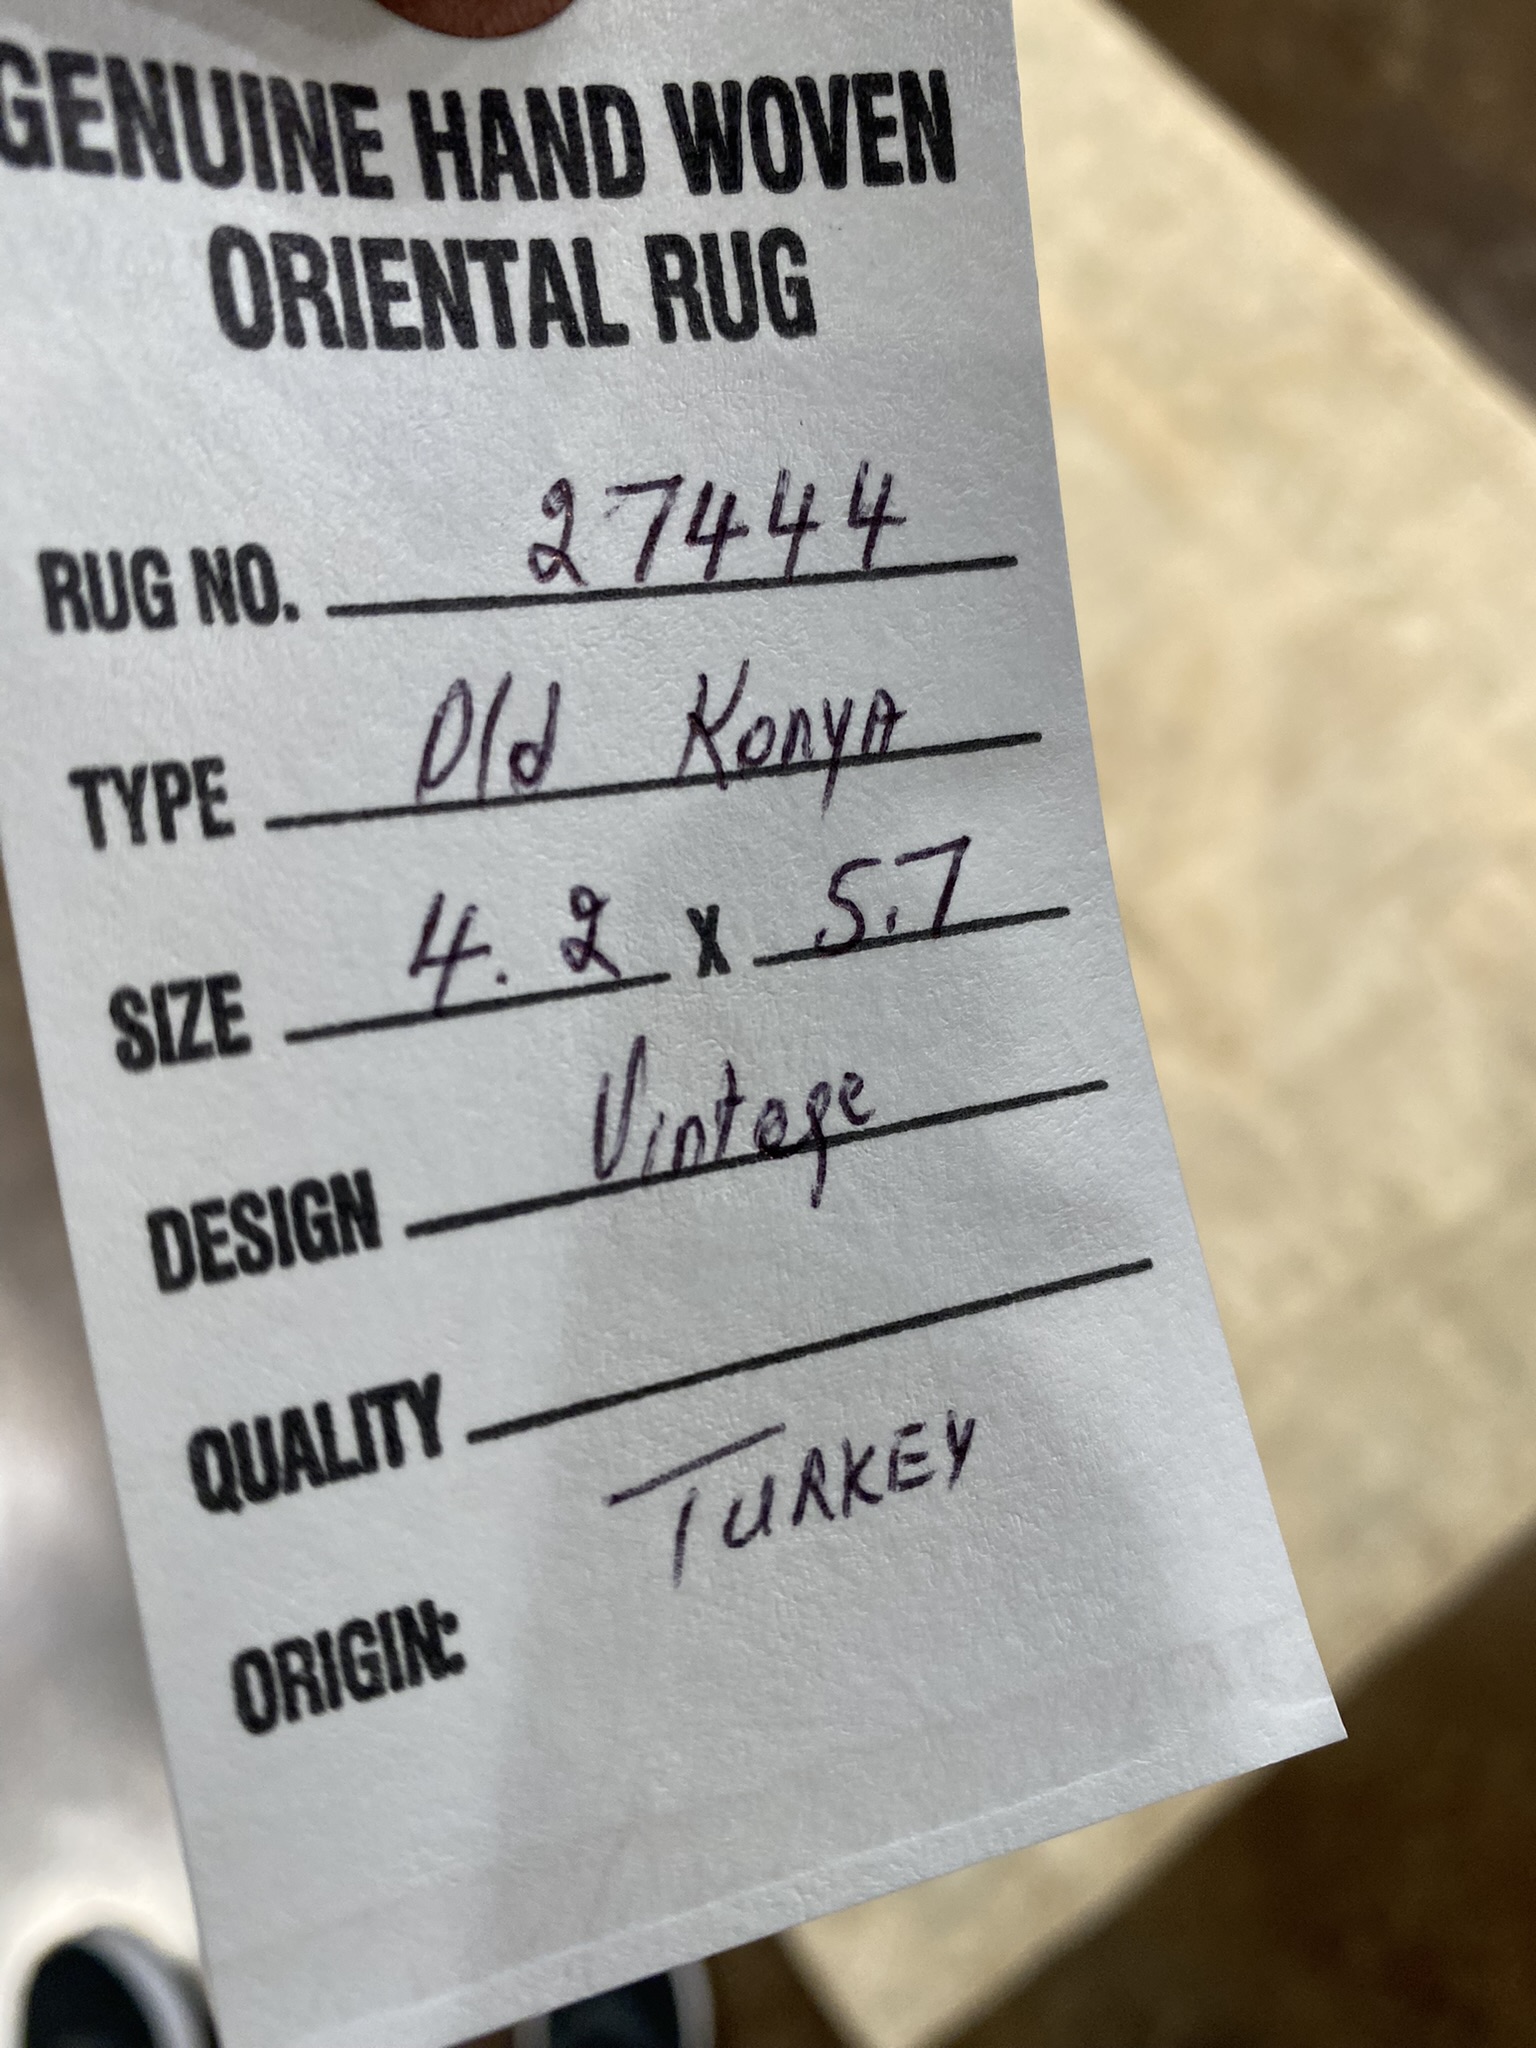 GENUINE HAND WOVEN
ORIENTAL RUG
RUG NO. 27444
TYPE Old Konya
SIZE 4.2 X 5.7
DESIGN Vintage
QUALITY
TURKEY
ORIGIN: